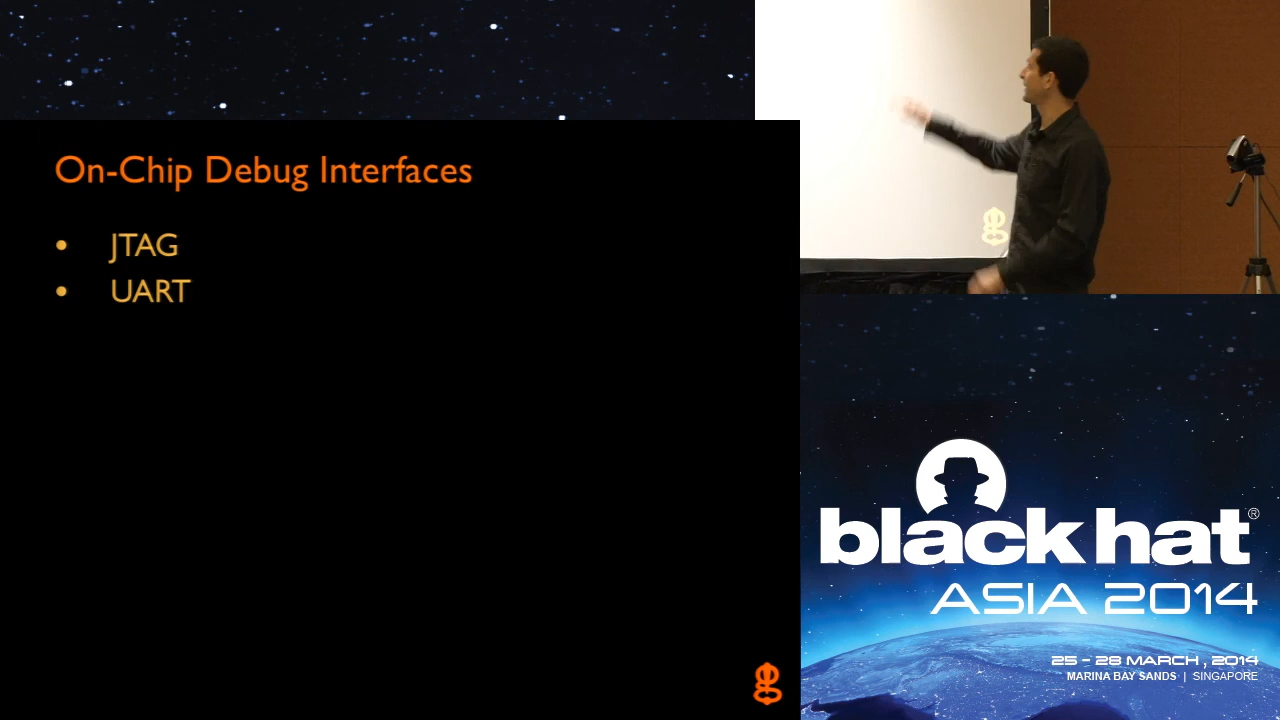 On-Chip Debug Interfaces
• JTAG
• UART
black hat®
ASIA 2014
25 - 28 MARCH, 2014
MARINA BAY SANDS | SINGAPORE